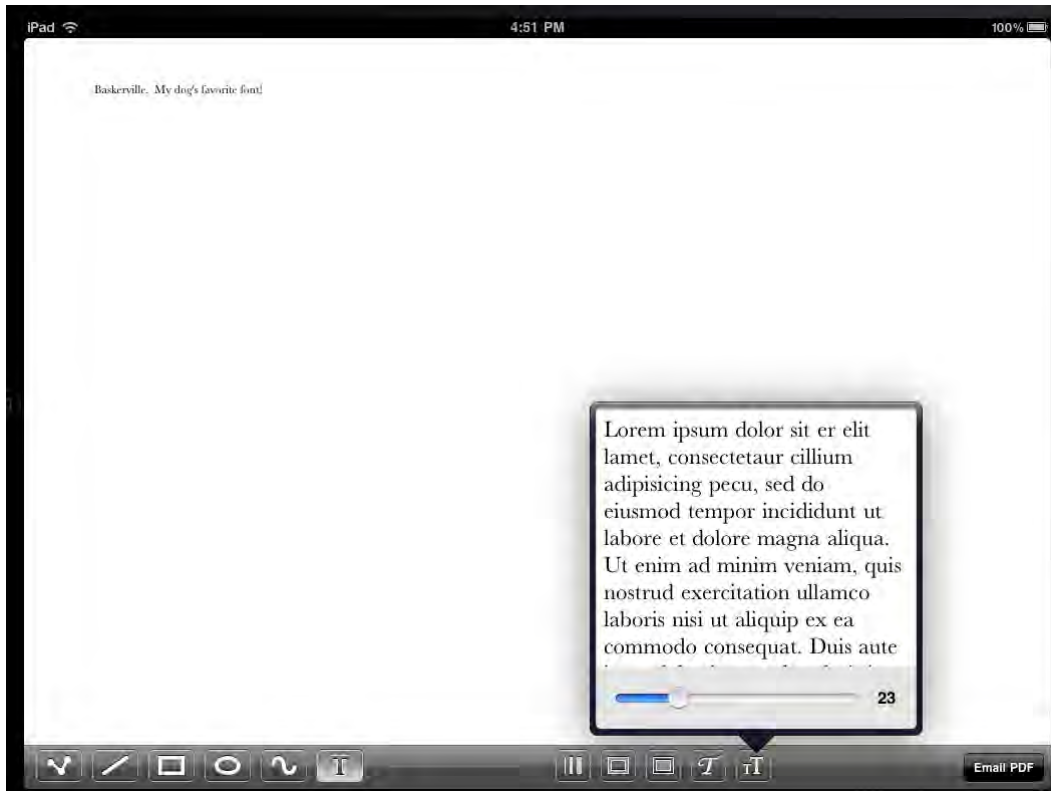 iPad 4:51 PM 100%
Baskerville. My dog's favorite font!
Lorem ipsum dolor sit er elit
lamet, consectetaur cillium
adipisicing pecu, sed do
eiusmod tempor incididunt ut
labore et dolore magna aliqua.
Ut enim ad minim veniam, quis
nostrud exercitation ullamco
laboris nisi ut aliquip ex ea
commodo consequat. Duis aute
23
T T TT Email PDF